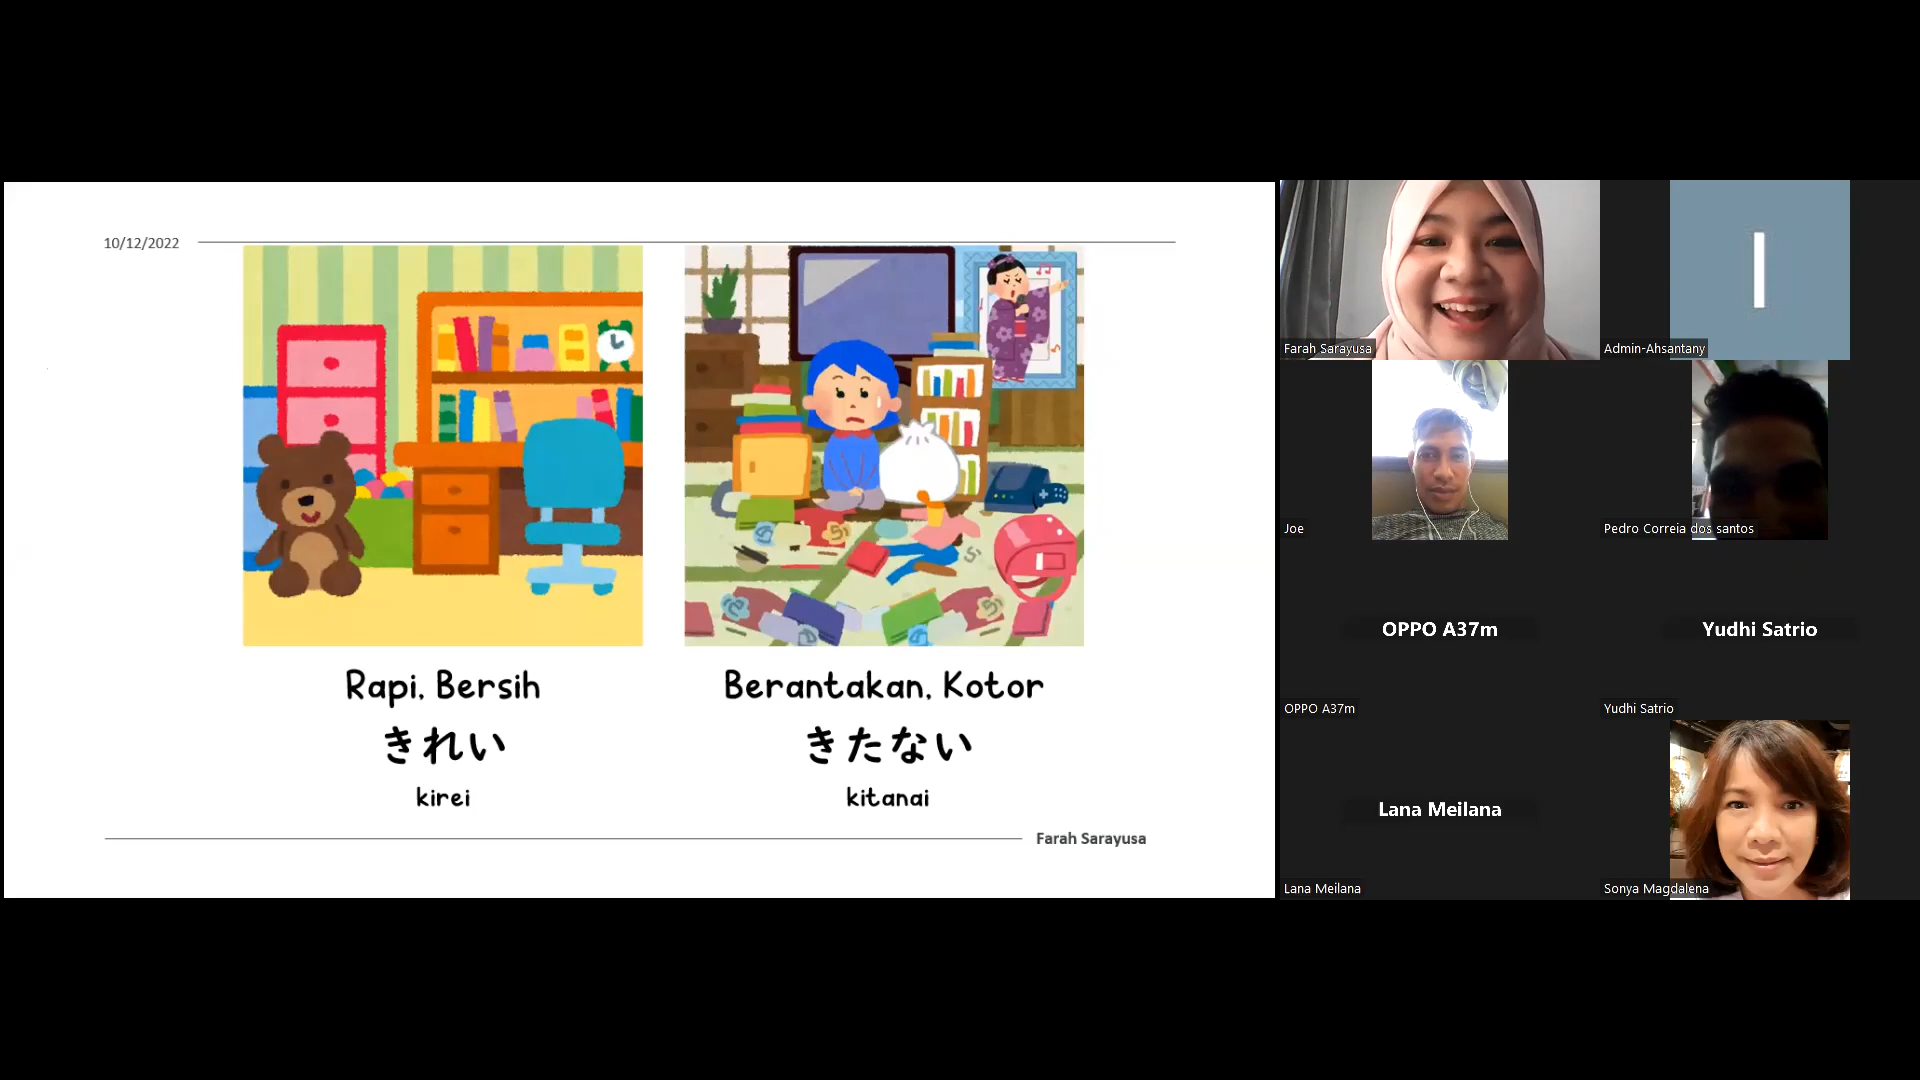 10/12/2022
Rapi, Bersih
きれい
kirei
Berantakan, Kotor
きたない
kitanai
Farah Sarayusa
Farah Sarayusa
I
Admin-Ahsantany
Joe
Pedro Correia dos santos
OPPO A37m
OPPO A37m
Yudhi Satrio
Yudhi Satrio
Lana Meilana
Lana Meilana
Sonya Magdalena